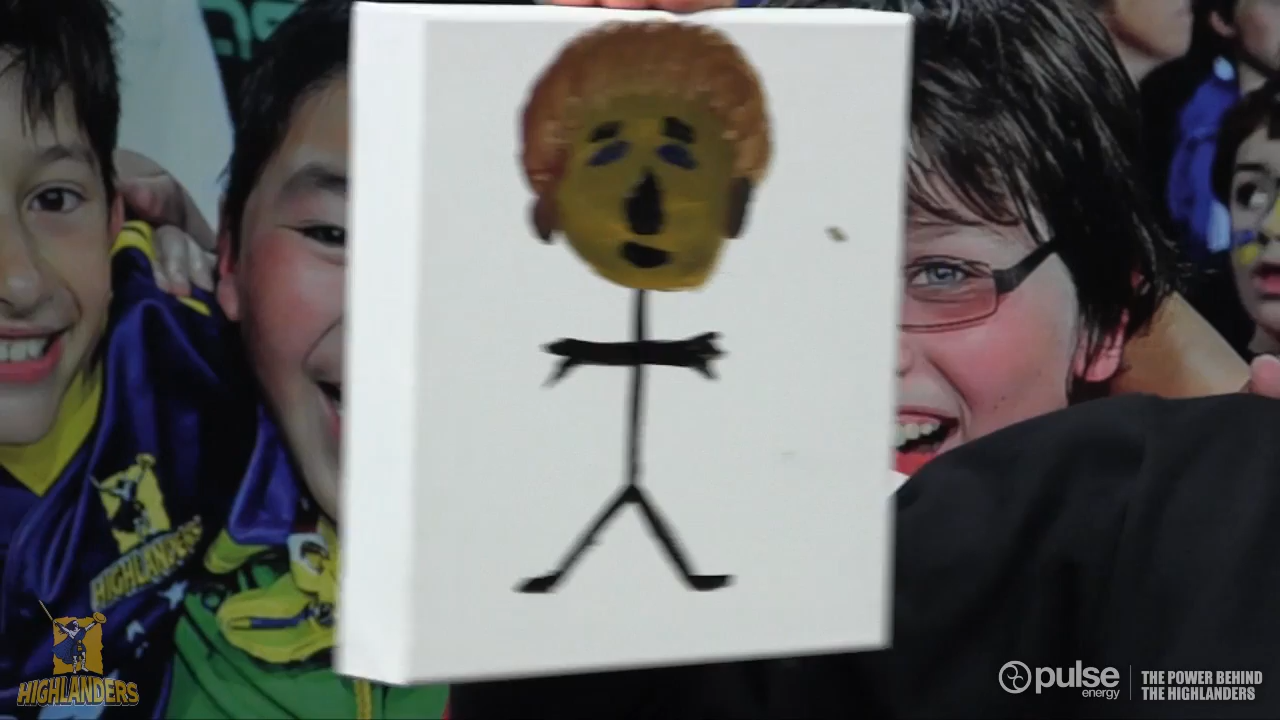 HIGHLANDERS
HIGHLANDERS
pulse
energy
THE POWER BEHIND
THE HIGHLANDERS